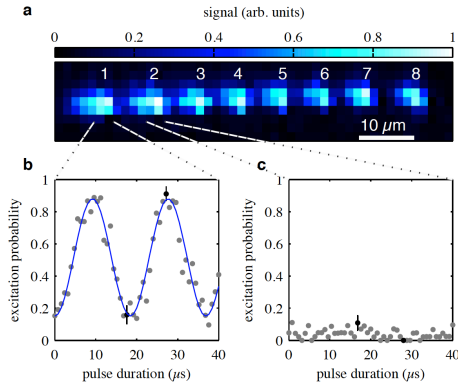 a
signal (arb. units)
0 0.2 0.4 0.6 0.8 1
1 2 3 4 5 6 7 8
10 µm
b
excitation probability
1
0.8
0.6
0.4
0.2
0
0 10 20 30 40
pulse duration (µs)
c
excitation probability
1
0.8
0.6
0.4
0.2
0
0 10 20 30 40
pulse duration (µs)